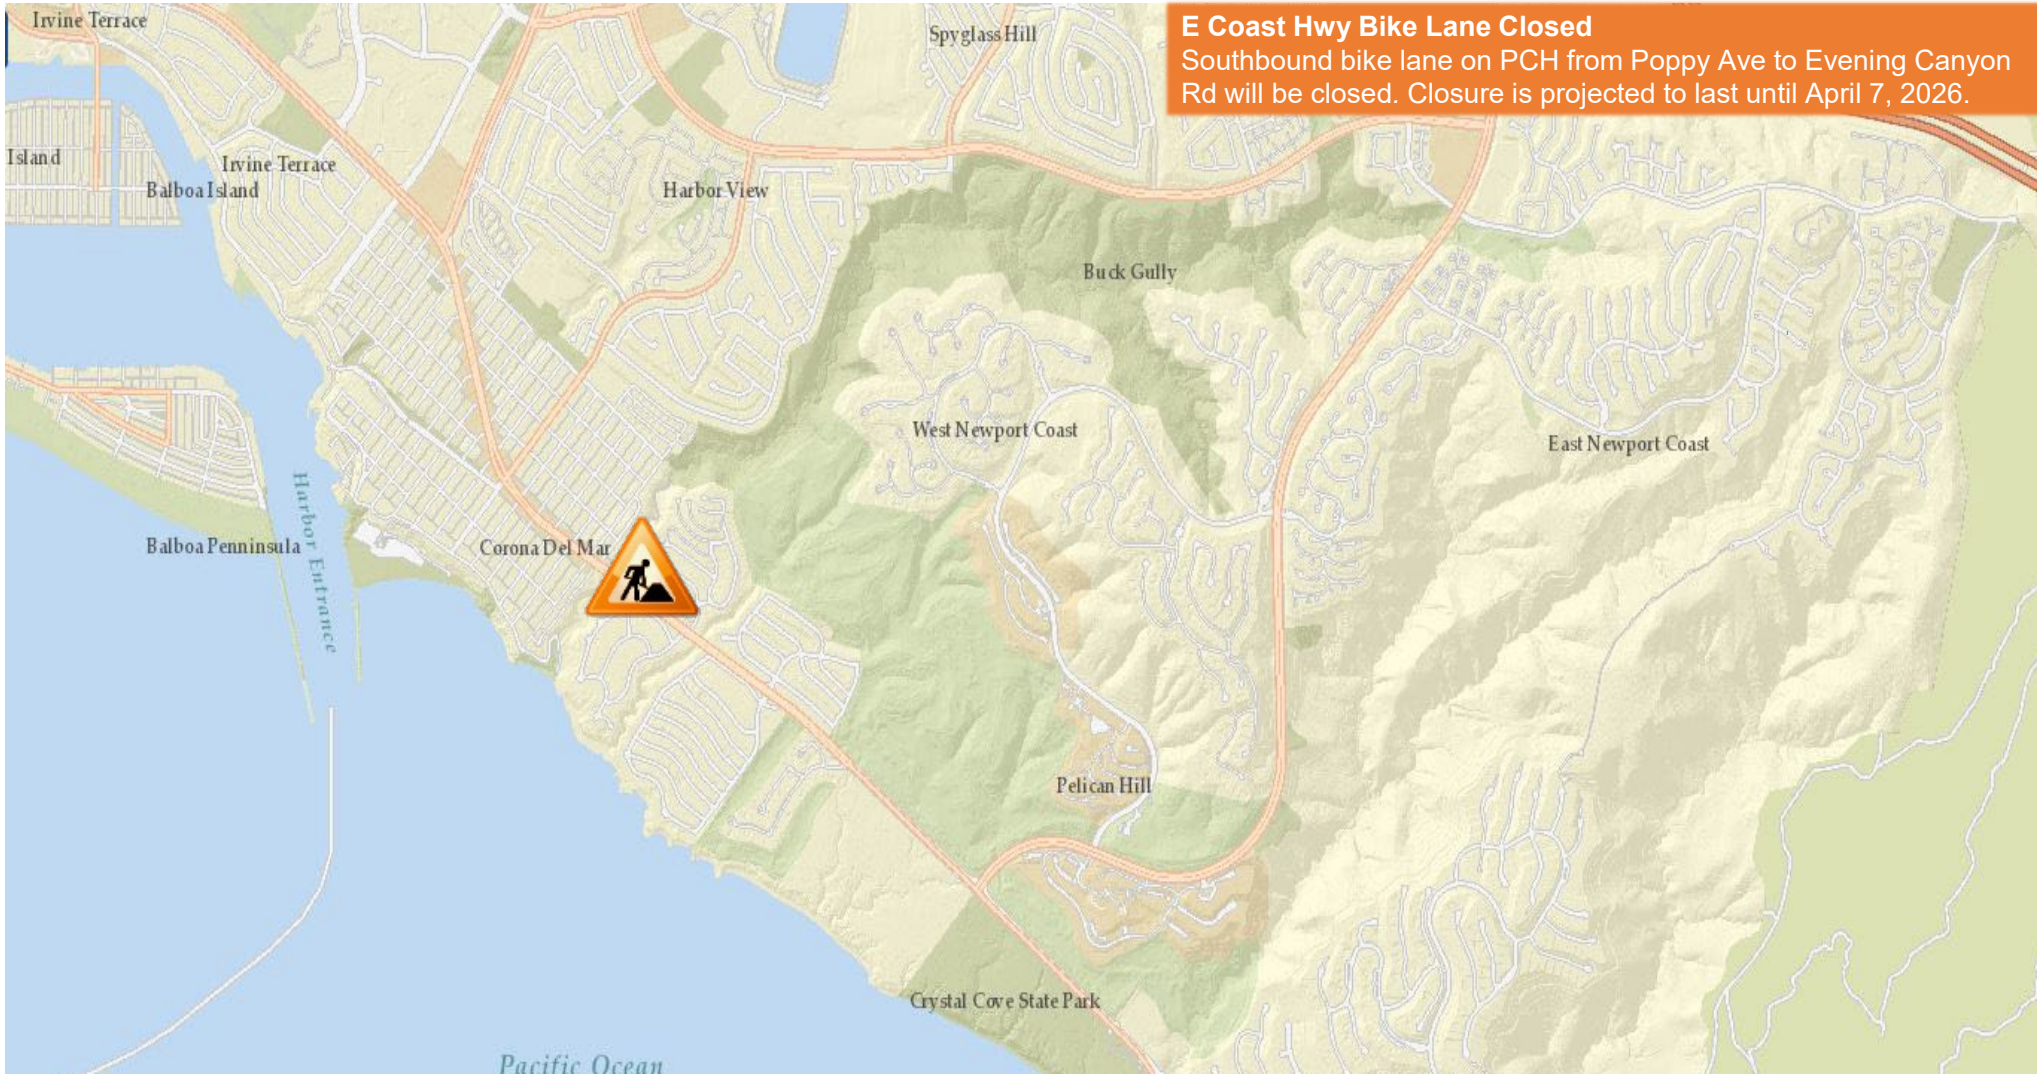 Irvine Terrace
Spyglass Hill
E Coast Hwy Bike Lane Closed
Southbound bike lane on PCH from Poppy Ave to Evening Canyon
Rd will be closed. Closure is projected to last until April 7, 2026.
Island
Irvine Terrace
Balboa Island
Harbor View
Buck Gully
West Newport Coast
East Newport Coast
Harbor Entrance
Balboa Penninsula
Corona Del Mar
Pelican Hill
Crystal Cove State Park
Pacific Ocean